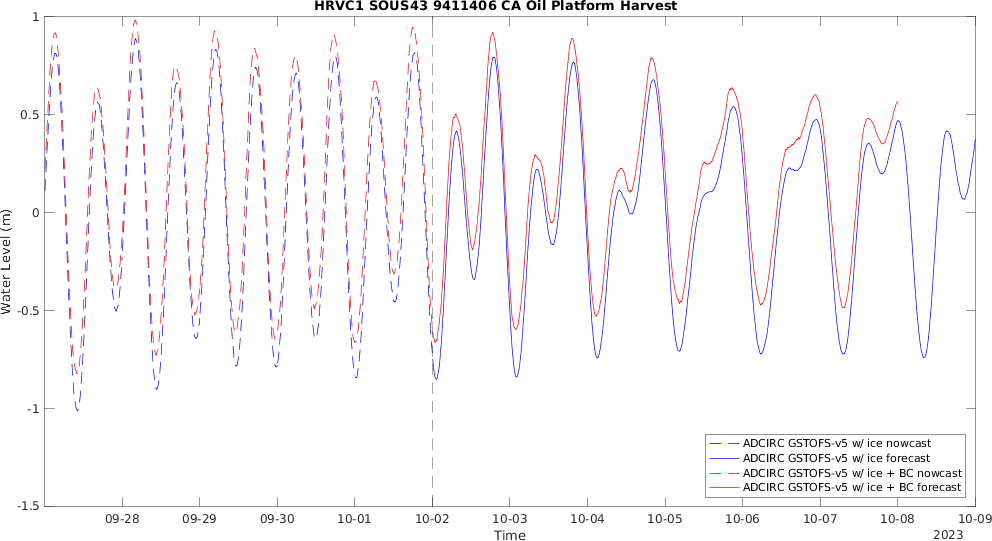 HRVC1 SOUS43 9411406 CA Oil Platform Harvest
Water Level (m)
1
0.5
0
-0.5
-1
-1.5
09-28 09-29 09-30 10-01 10-02 10-03 10-04 10-05 10-06 10-07 10-08 10-09
Time
2023
ADCIRC GSTOFS-v5 w/ ice nowcast
ADCIRC GSTOFS-v5 w/ ice forecast
ADCIRC GSTOFS-v5 w/ ice + BC nowcast
ADCIRC GSTOFS-v5 w/ ice + BC forecast